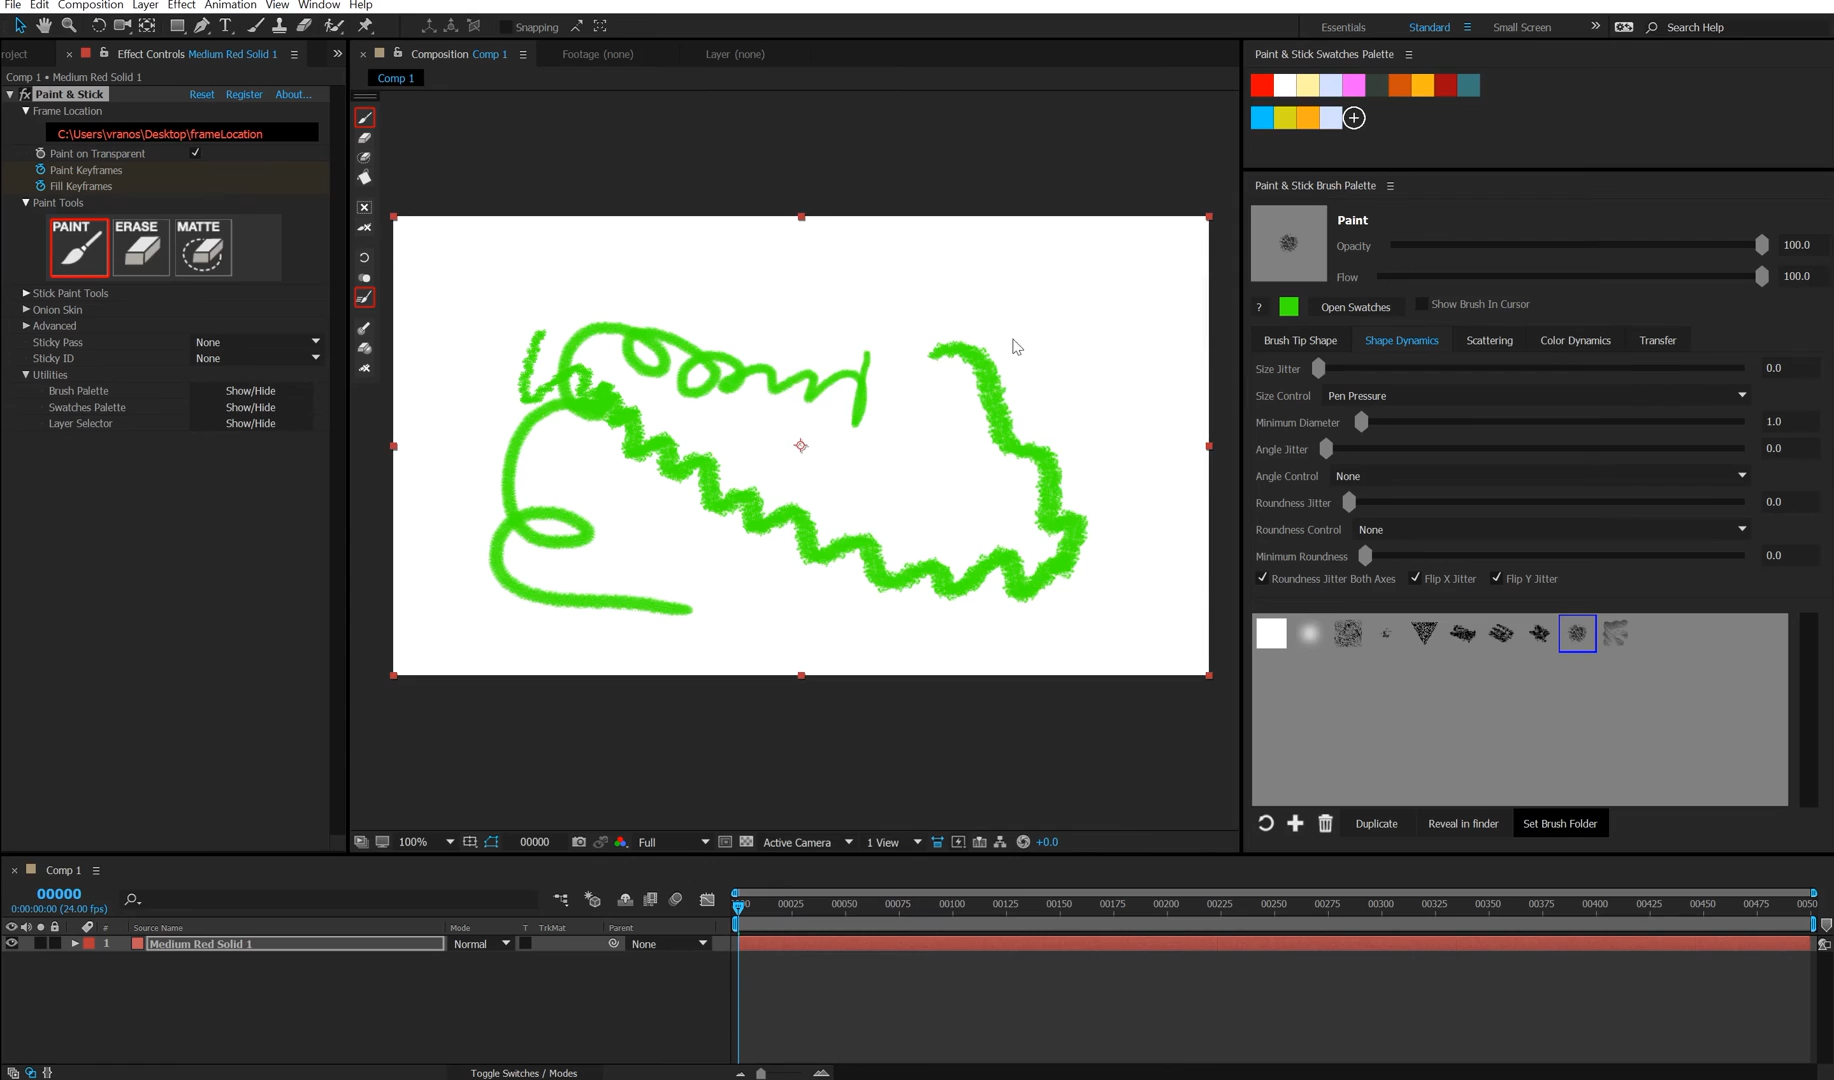 File Edit Composition Layer Effect Animation View Window Help
Snapping
Essentials Standard Small Screen Search Help
roject Effect Controls Medium Red Solid 1
Composition Comp 1 Footage (none) Layer (none)
Paint & Stick Swatches Palette
Comp 1 • Medium Red Solid 1
Comp 1
fx Paint & Stick Reset Register About...
Frame Location
C:\Users\vranos\Desktop\frameLocation
Paint on Transparent
Paint Keyframes
Fill Keyframes
Paint Tools
PAINT ERASE MATTE
Stick Paint Tools
Onion Skin
Advanced
Sticky Pass None
Sticky ID None
Utilities
Brush Palette Show/Hide
Swatches Palette Show/Hide
Layer Selector Show/Hide
Paint & Stick Brush Palette
Paint
Opacity 100.0
Flow 100.0
? Open Swatches Show Brush In Cursor
Brush Tip Shape Shape Dynamics Scattering Color Dynamics Transfer
Size Jitter 0.0
Size Control Pen Pressure
Minimum Diameter 1.0
Angle Jitter 0.0
Angle Control None
Roundness Jitter 0.0
Roundness Control None
Minimum Roundness 0.0
Roundness Jitter Both Axes Flip X Jitter Flip Y Jitter
Duplicate Reveal in finder Set Brush Folder
100% 00000 Full Active Camera 1 View +0.0
Comp 1
00000
0:00:00:00 (24.00 fps)
00025 00050 00075 00100 00125 00150 00175 00200 00225 00250 00275 00300 00325 00350 00375 00400 00425 00450 00475 0050
# Source Name Mode T TrkMat Parent
1 Medium Red Solid 1 Normal None
Toggle Switches / Modes